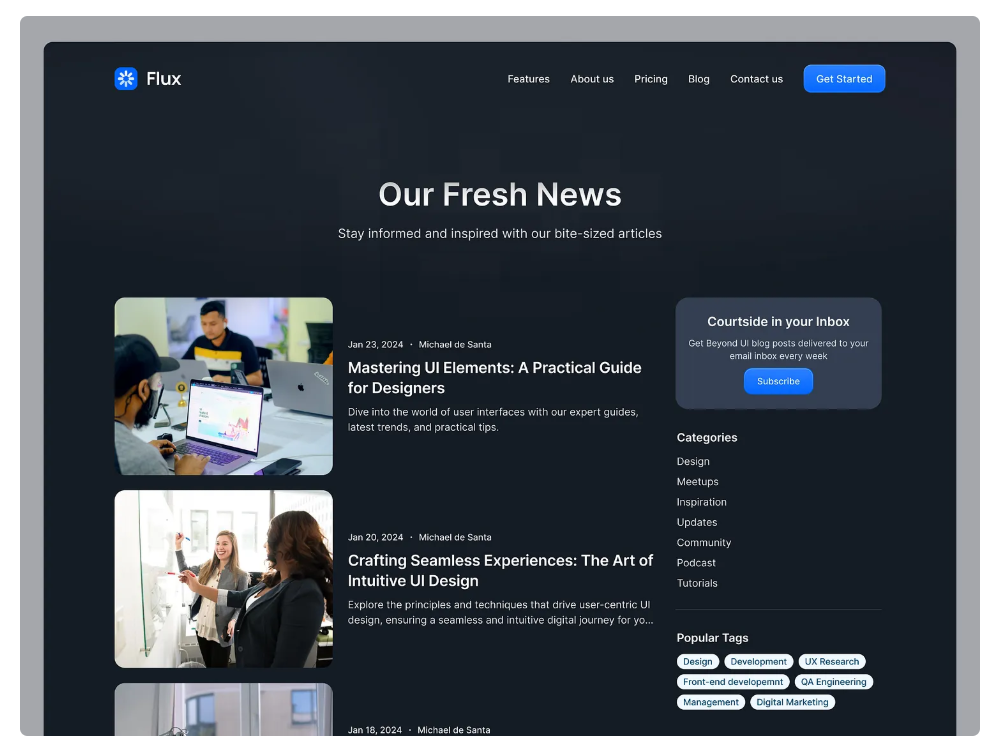 Flux
Features
About us
Pricing
Blog
Contact us
Get Started
Our Fresh News
Stay informed and inspired with our bite-sized articles
Jan 23, 2024 · Michael de Santa
Mastering UI Elements: A Practical Guide
for Designers
Dive into the world of user interfaces with our expert guides,
latest trends, and practical tips.
Jan 20, 2024 · Michael de Santa
Crafting Seamless Experiences: The Art of
Intuitive UI Design
Explore the principles and techniques that drive user-centric UI
design, ensuring a seamless and intuitive digital journey for yo...
Jan 18, 2024 · Michael de Santa
Courtside in your Inbox
Get Beyond UI blog posts delivered to your
email inbox every week
Subscribe
Categories
Design
Meetups
Inspiration
Updates
Community
Podcast
Tutorials
Popular Tags
Design
Development
UX Research
Front-end developemnt
QA Engineering
Management
Digital Marketing